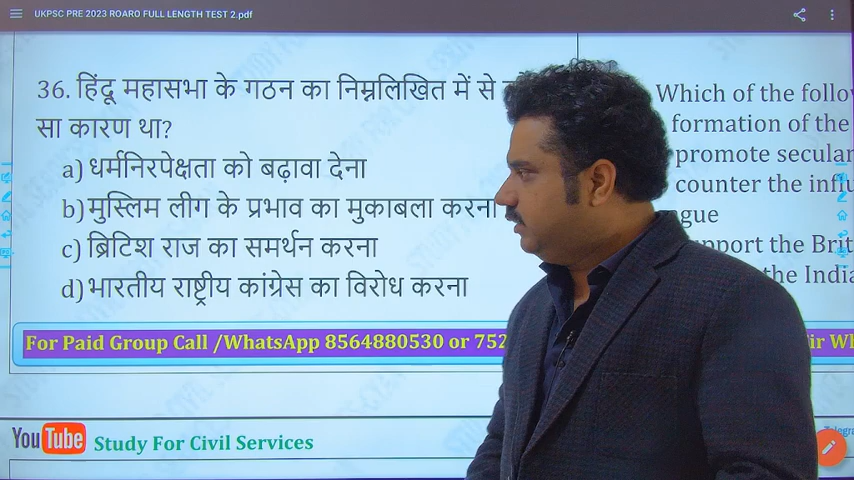 UKPSC PRE 2023 ROARO FULL LENGTH TEST 2.pdf
36. हिंदू महासभा के गठन का निम्नलिखित में से
सा कारण था?
a) धर्मनिरपेक्षता को बढ़ावा देना
b) मुस्लिम लीग के प्रभाव का मुकाबला करना
c) ब्रिटिश राज का समर्थन करना
d) भारतीय राष्ट्रीय कांग्रेस का विरोध करना
Which of the follo
formation of the
promote secular
counter the influ
ague
pport the Brit
the India
For Paid Group Call /WhatsApp 8564880530 or 752
ir Wh
YouTube Study For Civil Services
Telegra